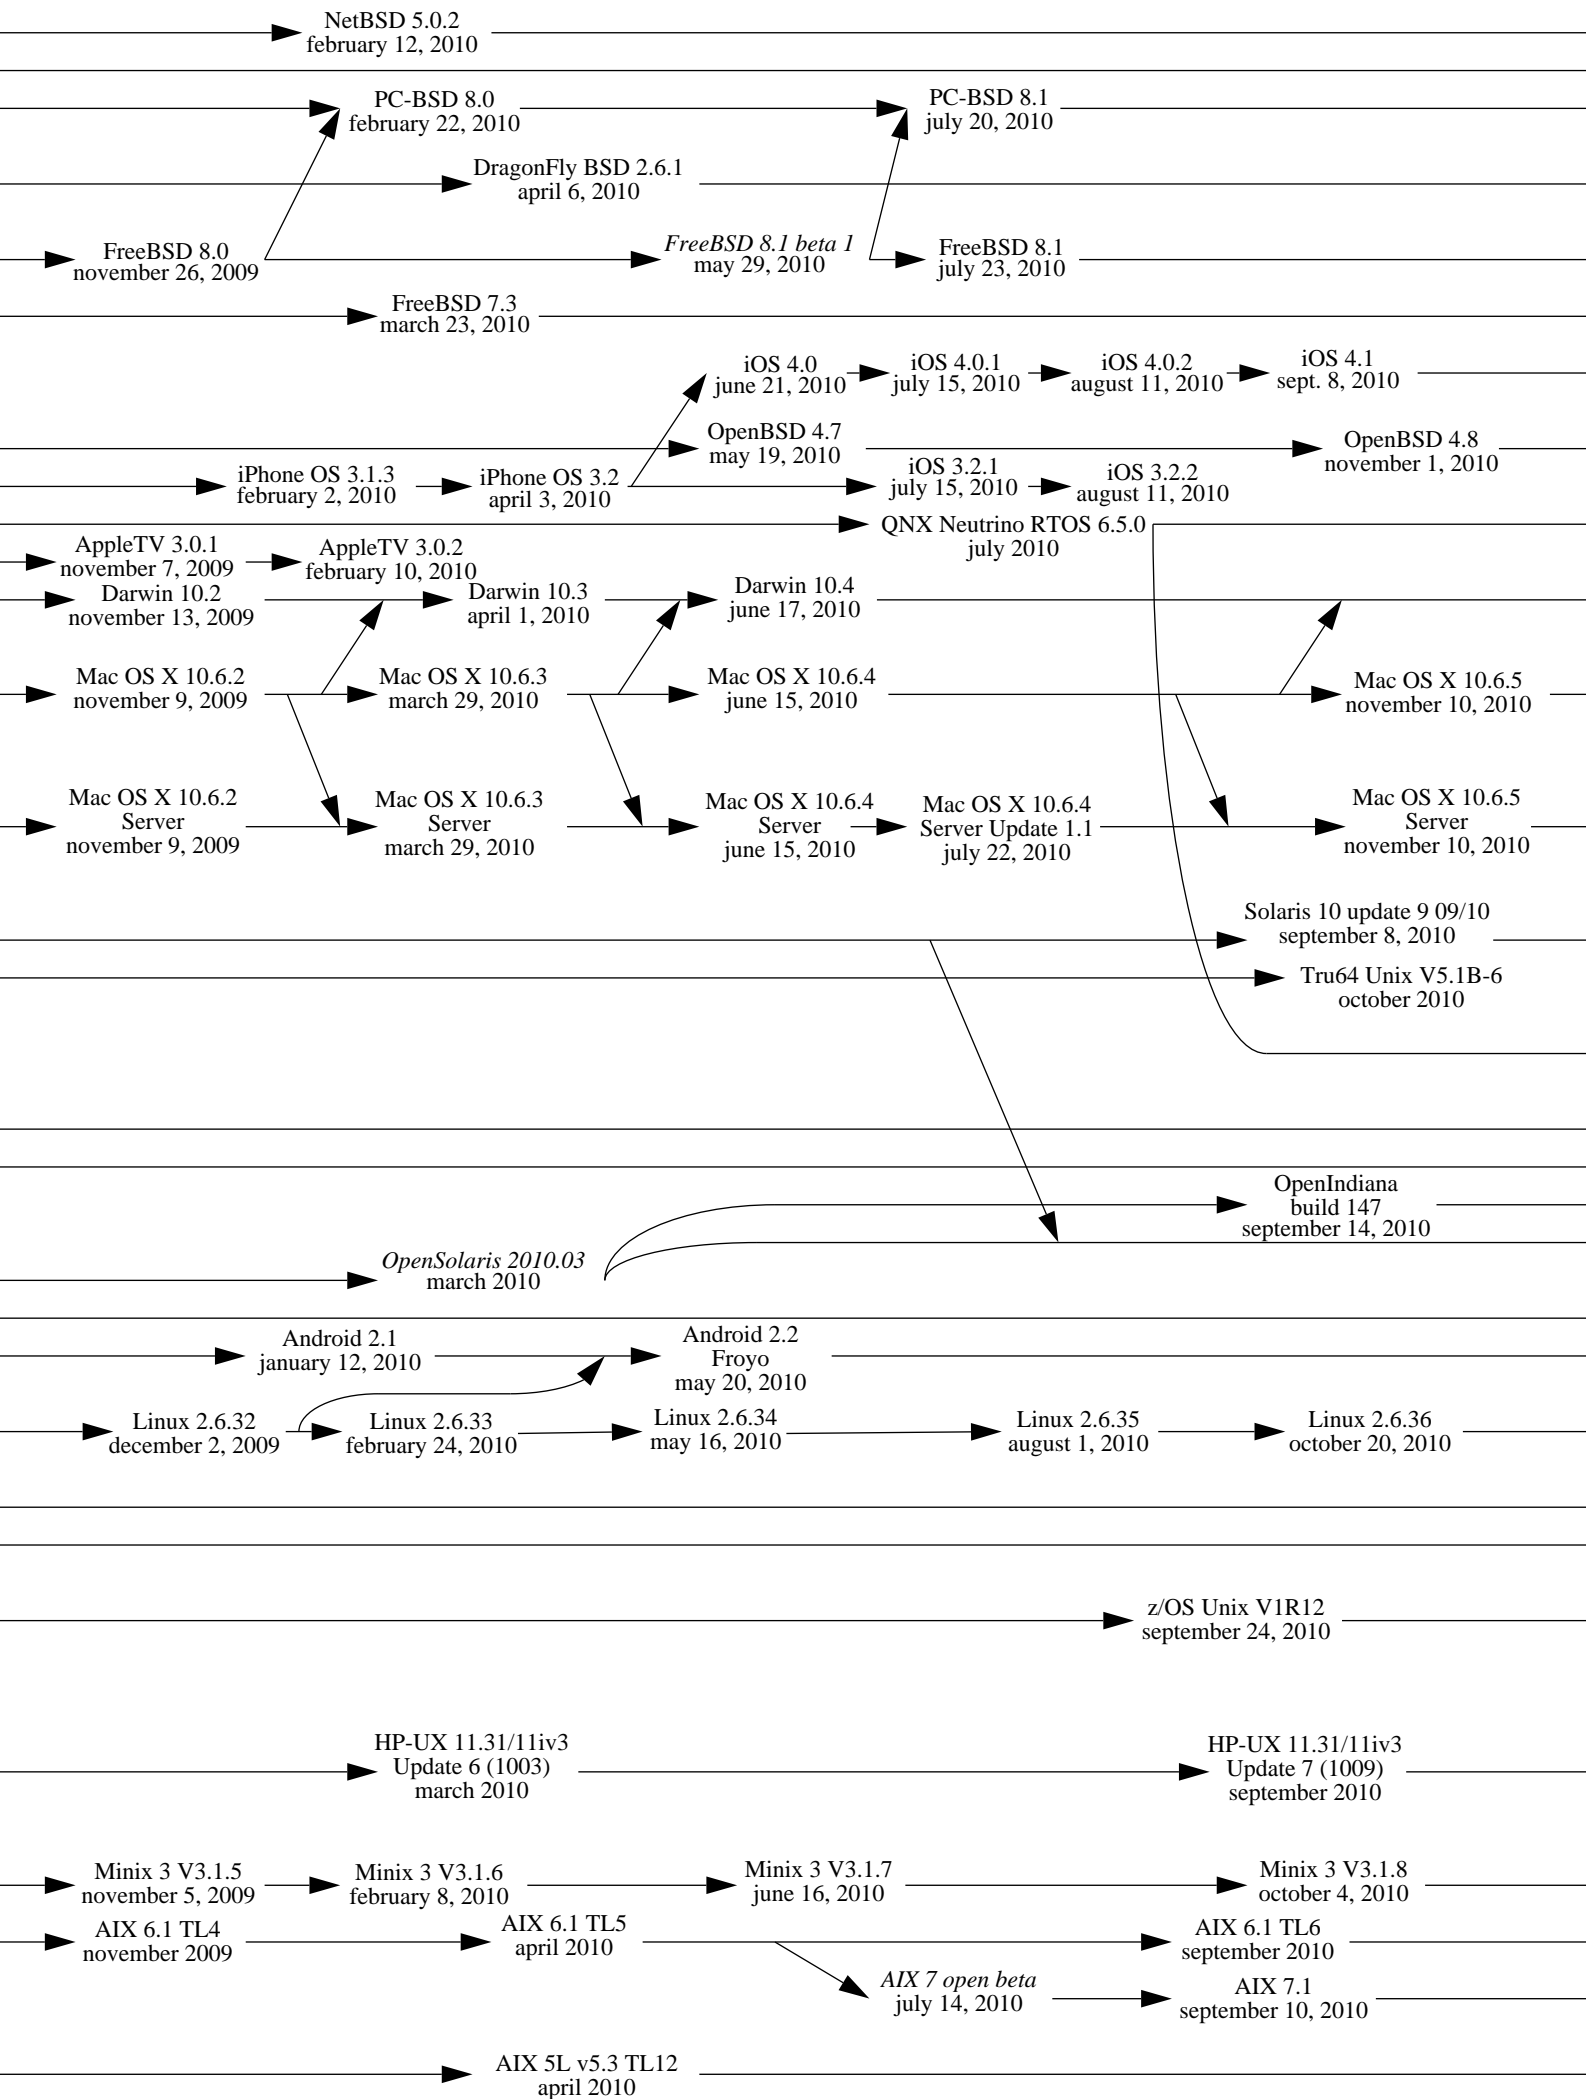 NetBSD 5.0.2
february 12, 2010
PC-BSD 8.0
february 22, 2010
PC-BSD 8.1
july 20, 2010
DragonFly BSD 2.6.1
april 6, 2010
FreeBSD 8.0
november 26, 2009
FreeBSD 8.1 beta 1
may 29, 2010
FreeBSD 8.1
july 23, 2010
FreeBSD 7.3
march 23, 2010
iOS 4.0
june 21, 2010
iOS 4.0.1
july 15, 2010
iOS 4.0.2
august 11, 2010
iOS 4.1
sept. 8, 2010
OpenBSD 4.7
may 19, 2010
OpenBSD 4.8
november 1, 2010
iPhone OS 3.1.3
february 2, 2010
iPhone OS 3.2
april 3, 2010
iOS 3.2.1
july 15, 2010
iOS 3.2.2
august 11, 2010
QNX Neutrino RTOS 6.5.0
july 2010
AppleTV 3.0.1
november 7, 2009
AppleTV 3.0.2
february 10, 2010
Darwin 10.2
november 13, 2009
Darwin 10.3
april 1, 2010
Darwin 10.4
june 17, 2010
Mac OS X 10.6.2
november 9, 2009
Mac OS X 10.6.3
march 29, 2010
Mac OS X 10.6.4
june 15, 2010
Mac OS X 10.6.5
november 10, 2010
Mac OS X 10.6.2
Server
november 9, 2009
Mac OS X 10.6.3
Server
march 29, 2010
Mac OS X 10.6.4
Server
june 15, 2010
Mac OS X 10.6.4
Server Update 1.1
july 22, 2010
Mac OS X 10.6.5
Server
november 10, 2010
Solaris 10 update 9 09/10
september 8, 2010
Tru64 Unix V5.1B-6
october 2010
OpenIndiana
build 147
september 14, 2010
OpenSolaris 2010.03
march 2010
Android 2.1
january 12, 2010
Android 2.2
Froyo
may 20, 2010
Linux 2.6.32
december 2, 2009
Linux 2.6.33
february 24, 2010
Linux 2.6.34
may 16, 2010
Linux 2.6.35
august 1, 2010
Linux 2.6.36
october 20, 2010
z/OS Unix V1R12
september 24, 2010
HP-UX 11.31/11iv3
Update 6 (1003)
march 2010
HP-UX 11.31/11iv3
Update 7 (1009)
september 2010
Minix 3 V3.1.5
november 5, 2009
Minix 3 V3.1.6
february 8, 2010
Minix 3 V3.1.7
june 16, 2010
Minix 3 V3.1.8
october 4, 2010
AIX 6.1 TL4
november 2009
AIX 6.1 TL5
april 2010
AIX 6.1 TL6
september 2010
AIX 7 open beta
july 14, 2010
AIX 7.1
september 10, 2010
AIX 5L v5.3 TL12
april 2010